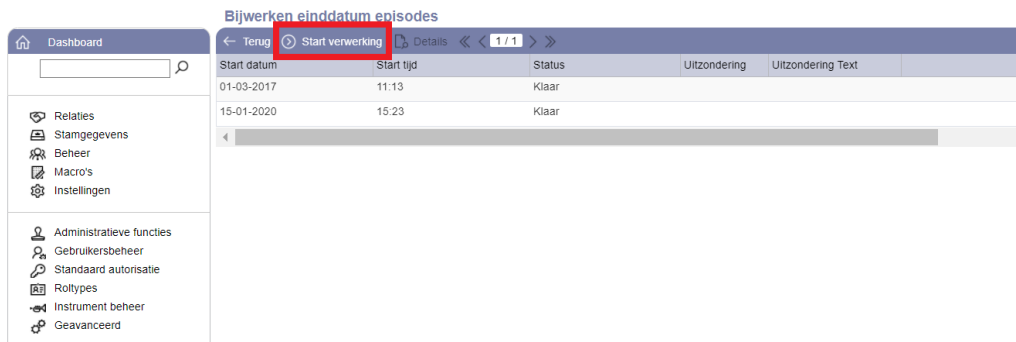 Bijwerken einddatum episodes
Dashboard
Terug Start verwerking Details 1 / 1
Start datum Start tijd Status Uitzondering Uitzondering Text
01-03-2017 11:13 Klaar
15-01-2020 15:23 Klaar
Relaties
Stamgegevens
Beheer
Macro's
Instellingen
Administratieve functies
Gebruikersbeheer
Standaard autorisatie
Roltypes
Instrument beheer
Geavanceerd